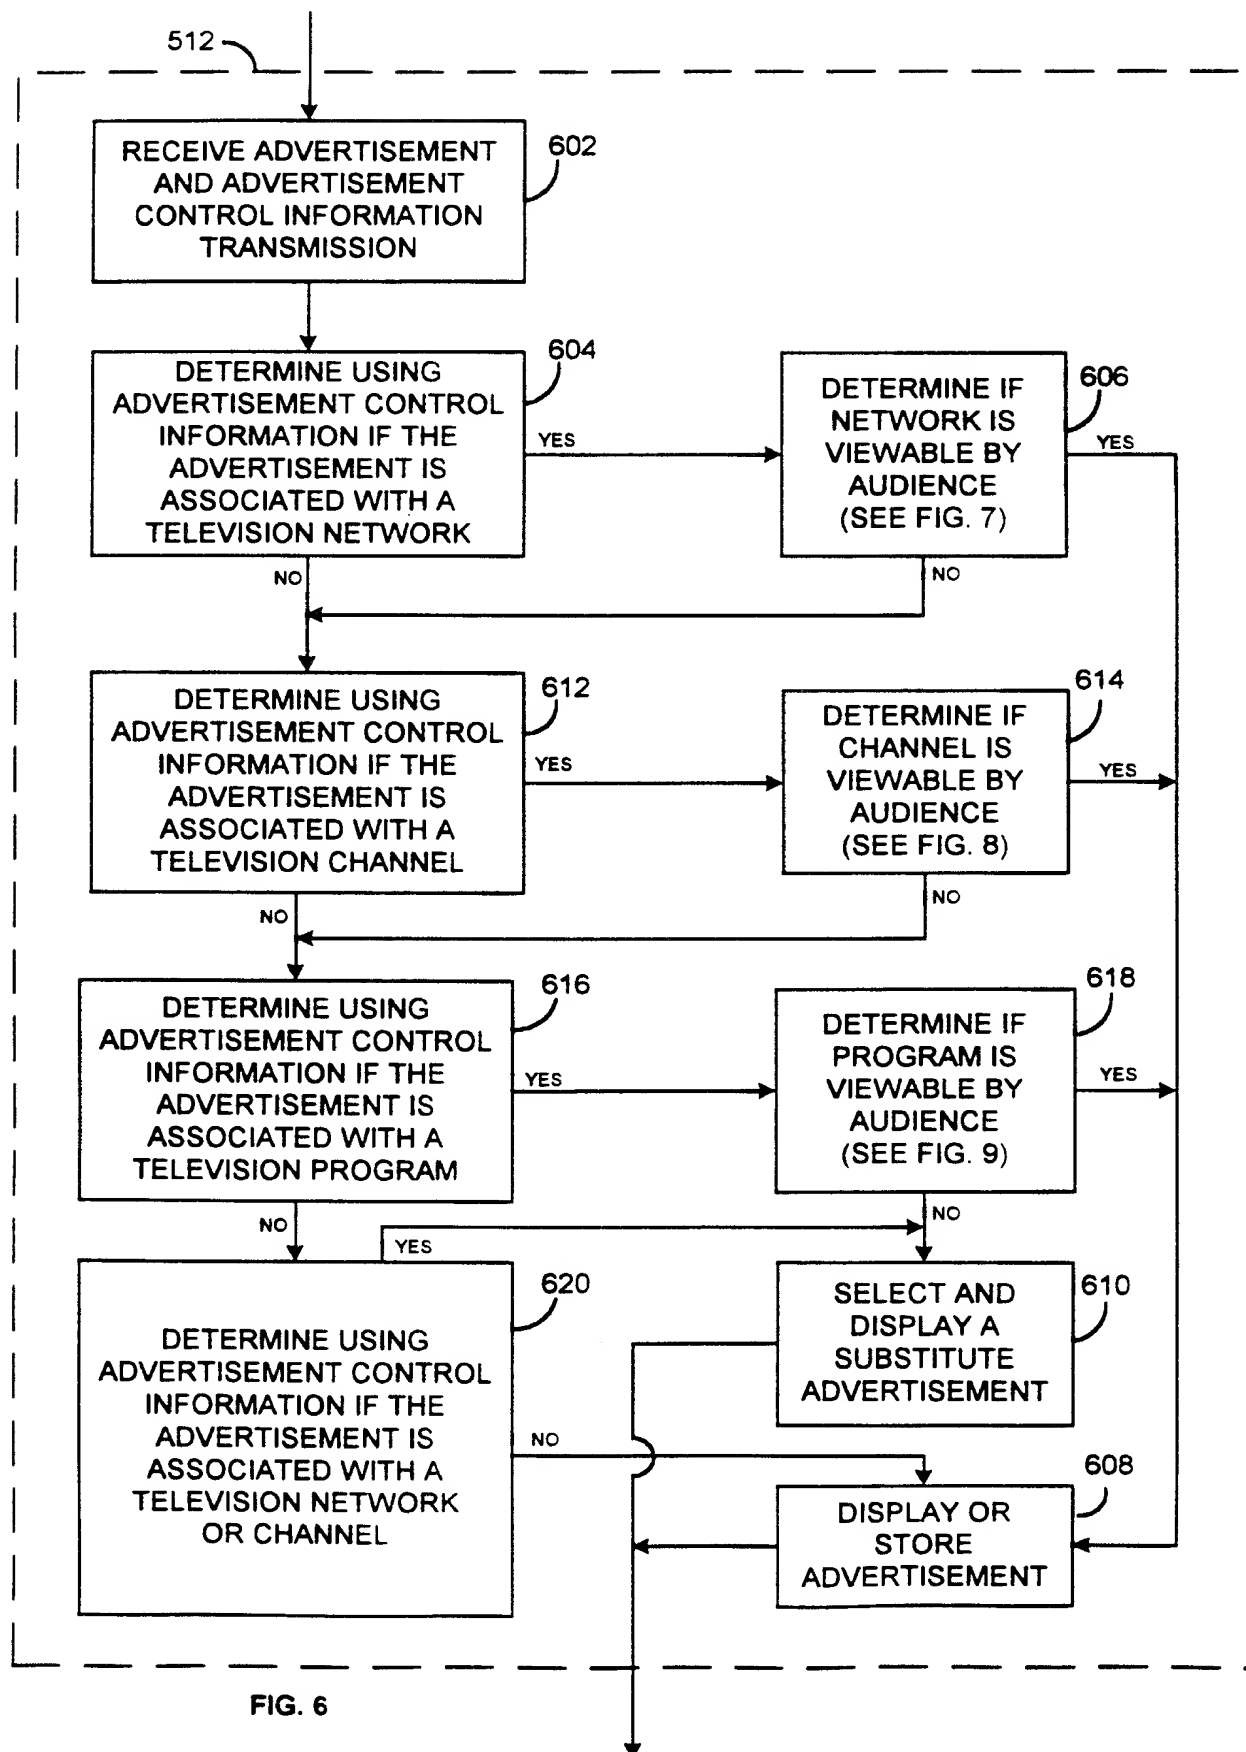 512
RECEIVE ADVERTISEMENT
AND ADVERTISEMENT
CONTROL INFORMATION
TRANSMISSION
602
DETERMINE USING
ADVERTISEMENT CONTROL
INFORMATION IF THE
ADVERTISEMENT IS
ASSOCIATED WITH A
TELEVISION NETWORK
604
YES
NO
DETERMINE IF
NETWORK IS
VIEWABLE BY
AUDIENCE
(SEE FIG. 7)
606
YES
NO
DETERMINE USING
ADVERTISEMENT CONTROL
INFORMATION IF THE
ADVERTISEMENT IS
ASSOCIATED WITH A
TELEVISION CHANNEL
612
YES
NO
DETERMINE IF
CHANNEL IS
VIEWABLE BY
AUDIENCE
(SEE FIG. 8)
614
YES
NO
DETERMINE USING
ADVERTISEMENT CONTROL
INFORMATION IF THE
ADVERTISEMENT IS
ASSOCIATED WITH A
TELEVISION PROGRAM
616
YES
NO
DETERMINE IF
PROGRAM IS
VIEWABLE BY
AUDIENCE
(SEE FIG. 9)
618
YES
NO
DETERMINE USING
ADVERTISEMENT CONTROL
INFORMATION IF THE
ADVERTISEMENT IS
ASSOCIATED WITH A
TELEVISION NETWORK
OR CHANNEL
620
YES
NO
SELECT AND
DISPLAY A
SUBSTITUTE
ADVERTISEMENT
610
DISPLAY OR
STORE
ADVERTISEMENT
608
FIG. 6